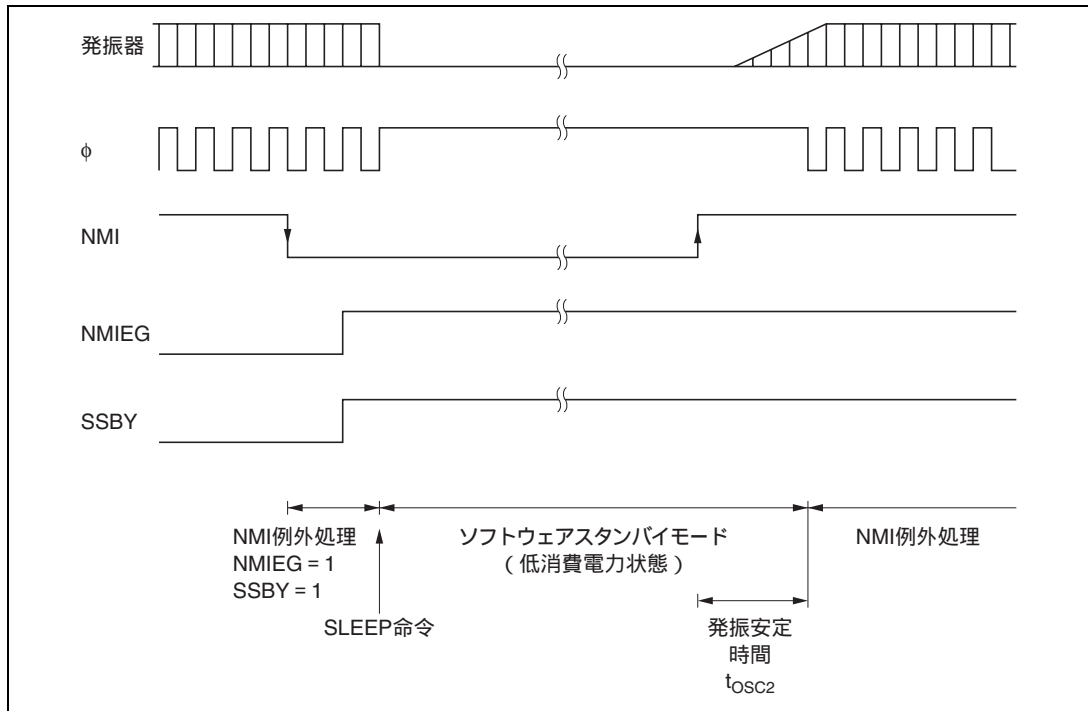 発振器
φ
NMI
NMIEG
SSBY
NMI例外処理
NMIEG = 1
SSBY = 1
SLEEP命令
ソフトウェアスタンバイモード
（低消費電力状態）
発振安定
時間
tOSC2
NMI例外処理